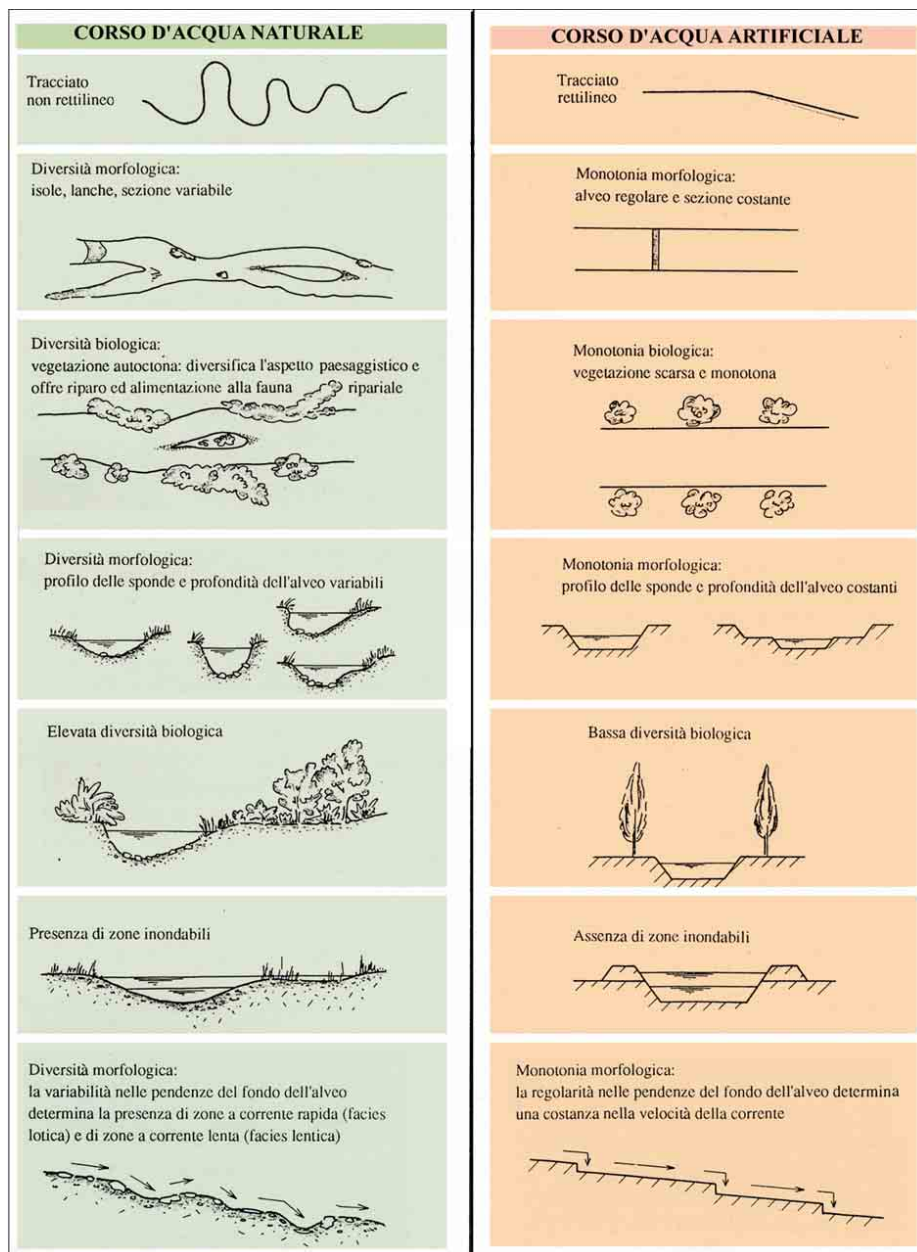 CORSO D'ACQUA NATURALE
Tracciato
non rettilineo
Diversità morfologica:
isole, lanche, sezione variabile
Diversità biologica:
vegetazione autoctona: diversifica l'aspetto paesaggistico e
offre riparo ed alimentazione alla fauna ripariale
Diversità morfologica:
profilo delle sponde e profondità dell'alveo variabili
Elevata diversità biologica
Presenza di zone inondabili
Diversità morfologica:
la variabilità nelle pendenze del fondo dell'alveo
determina la presenza di zone a corrente rapida (facies
lotica) e di zone a corrente lenta (facies lentica)
CORSO D'ACQUA ARTIFICIALE
Tracciato
rettilineo
Monotonia morfologica:
alveo regolare e sezione costante
Monotonia biologica:
vegetazione scarsa e monotona
Monotonia morfologica:
profilo delle sponde e profondità dell'alveo costanti
Bassa diversità biologica
Assenza di zone inondabili
Monotonia morfologica:
la regolarità nelle pendenze del fondo dell'alveo determina
una costanza nella velocità della corrente